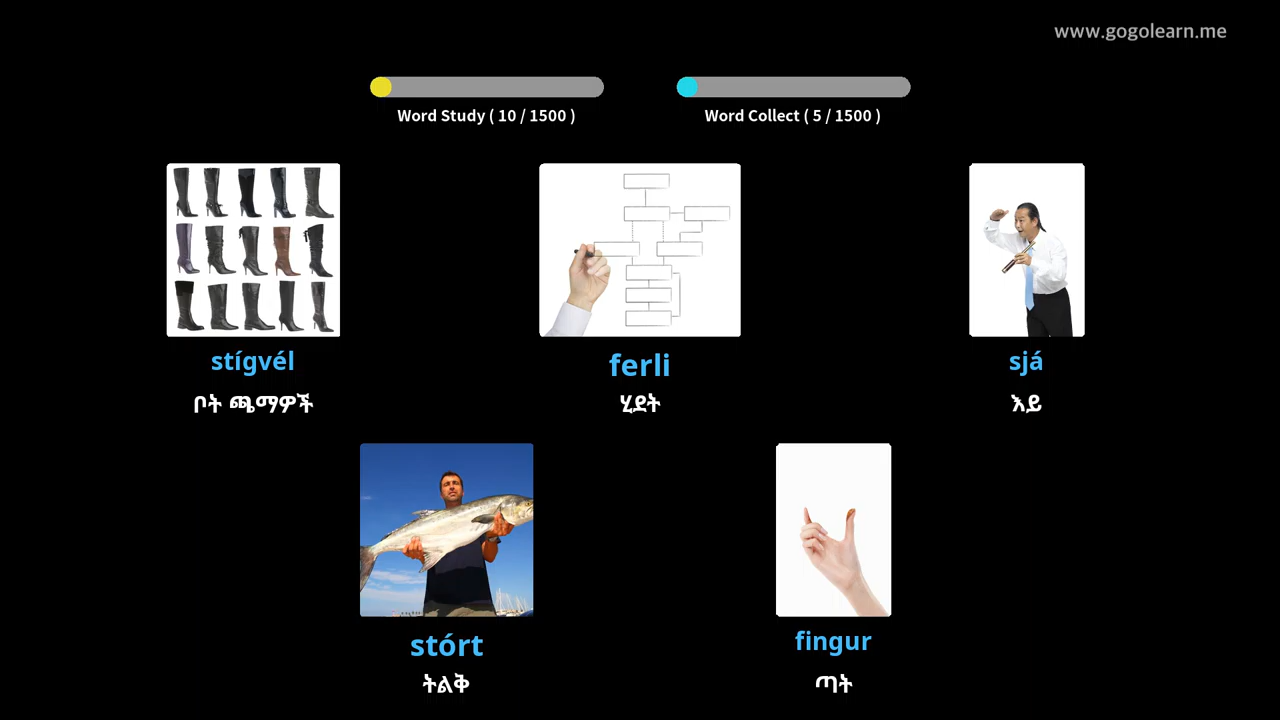 www.gogolearn.me
Word Study ( 10 / 1500 )
Word Collect ( 5 / 1500 )
stígvél
ቦት ጫማዎች
ferli
ሂደት
sjá
እይ
stórt
ትልቅ
fingur
ጣት